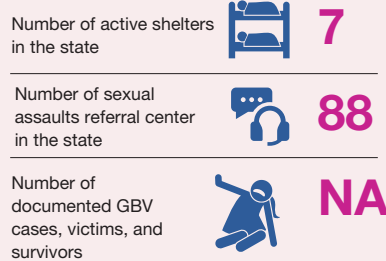 Number of active shelters
in the state
7
Number of sexual
assaults referral center
in the state
88
Number of
documented GBV
cases, victims, and
survivors
NA